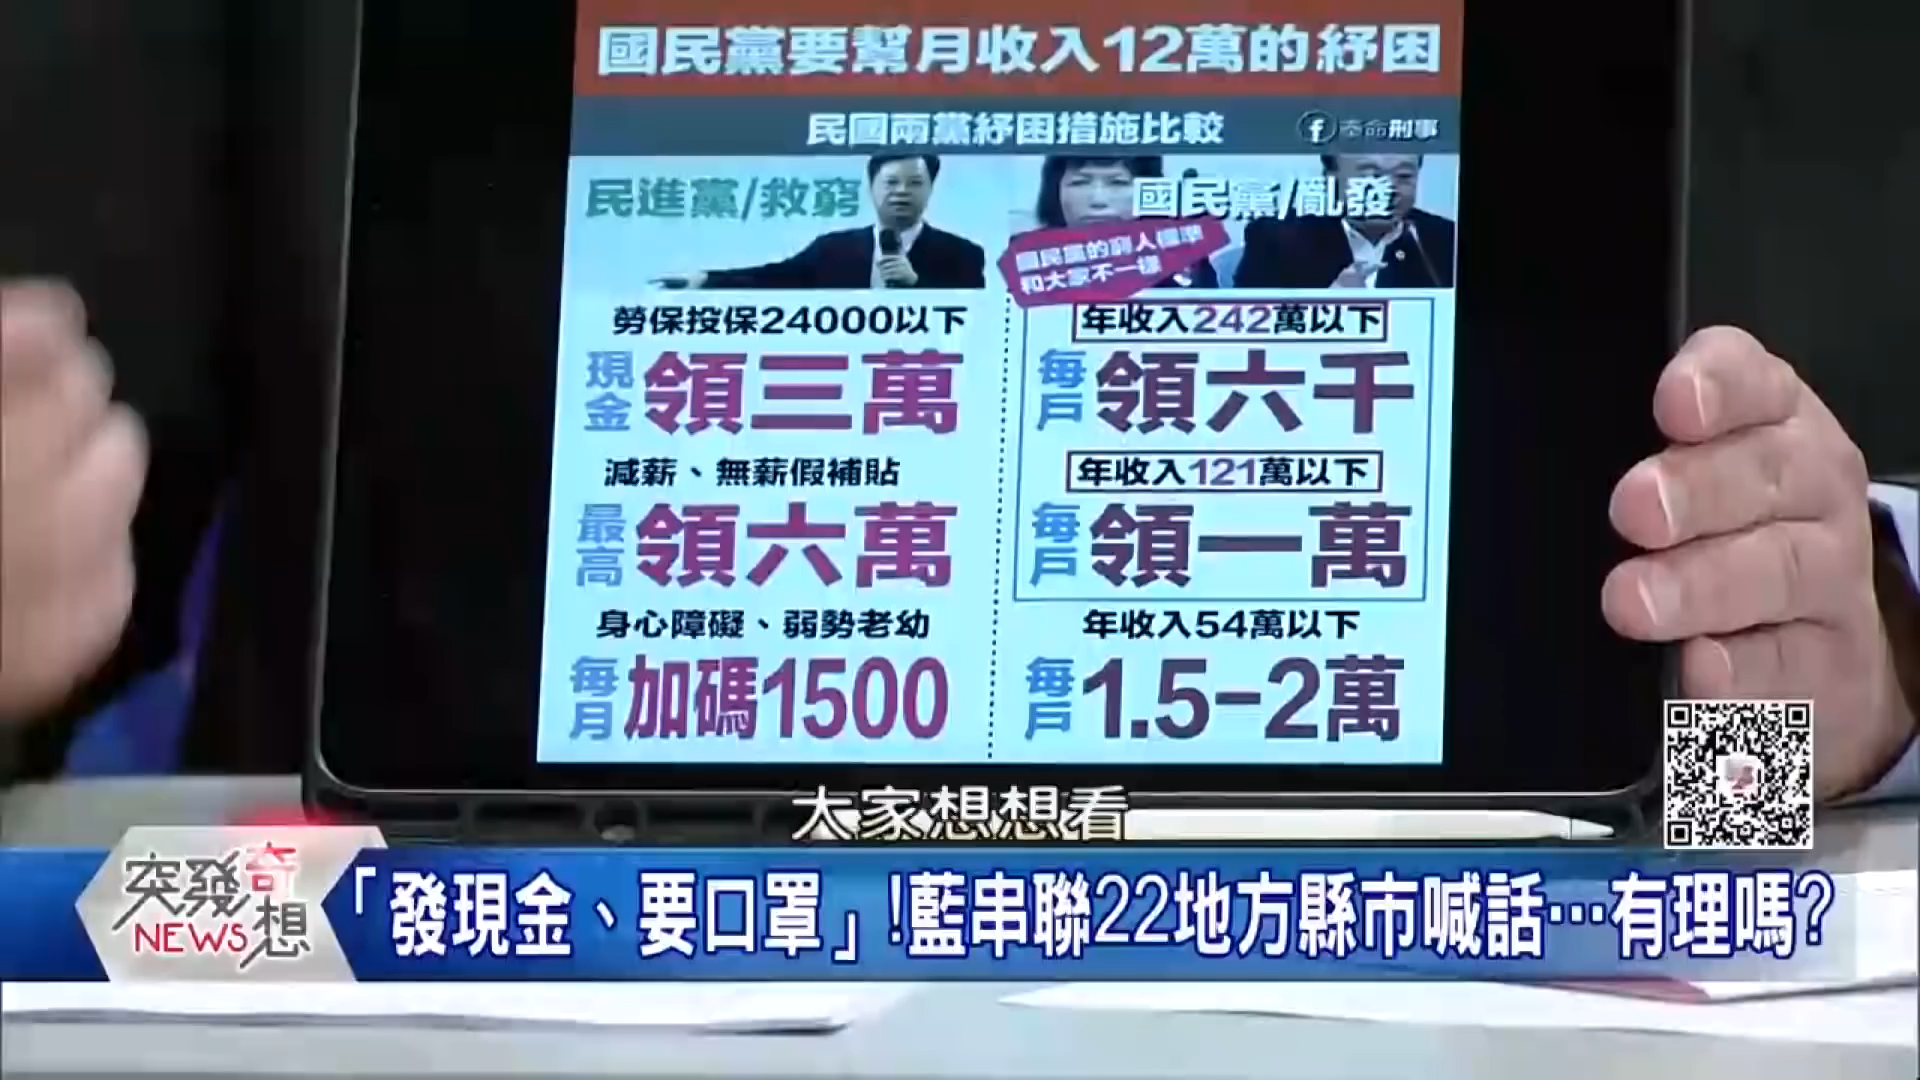 國民黨要幫月收入12萬的紓困
民國兩黨紓困措施比較
奉命刑事
民進黨/救窮
國民黨/亂發
國民黨的窮人標準
和大家不一樣
勞保投保24000以下
現金 領三萬
減薪、無薪假補貼
最高 領六萬
身心障礙、弱勢老幼
每月 加碼1500
年收入242萬以下
每戶 領六千
年收入121萬以下
每戶 領一萬
年收入54萬以下
每戶 1.5-2萬
大家想想看
突發奇想
NEWS
「發現金、要口罩」!藍串聯22地方縣市喊話…有理嗎?